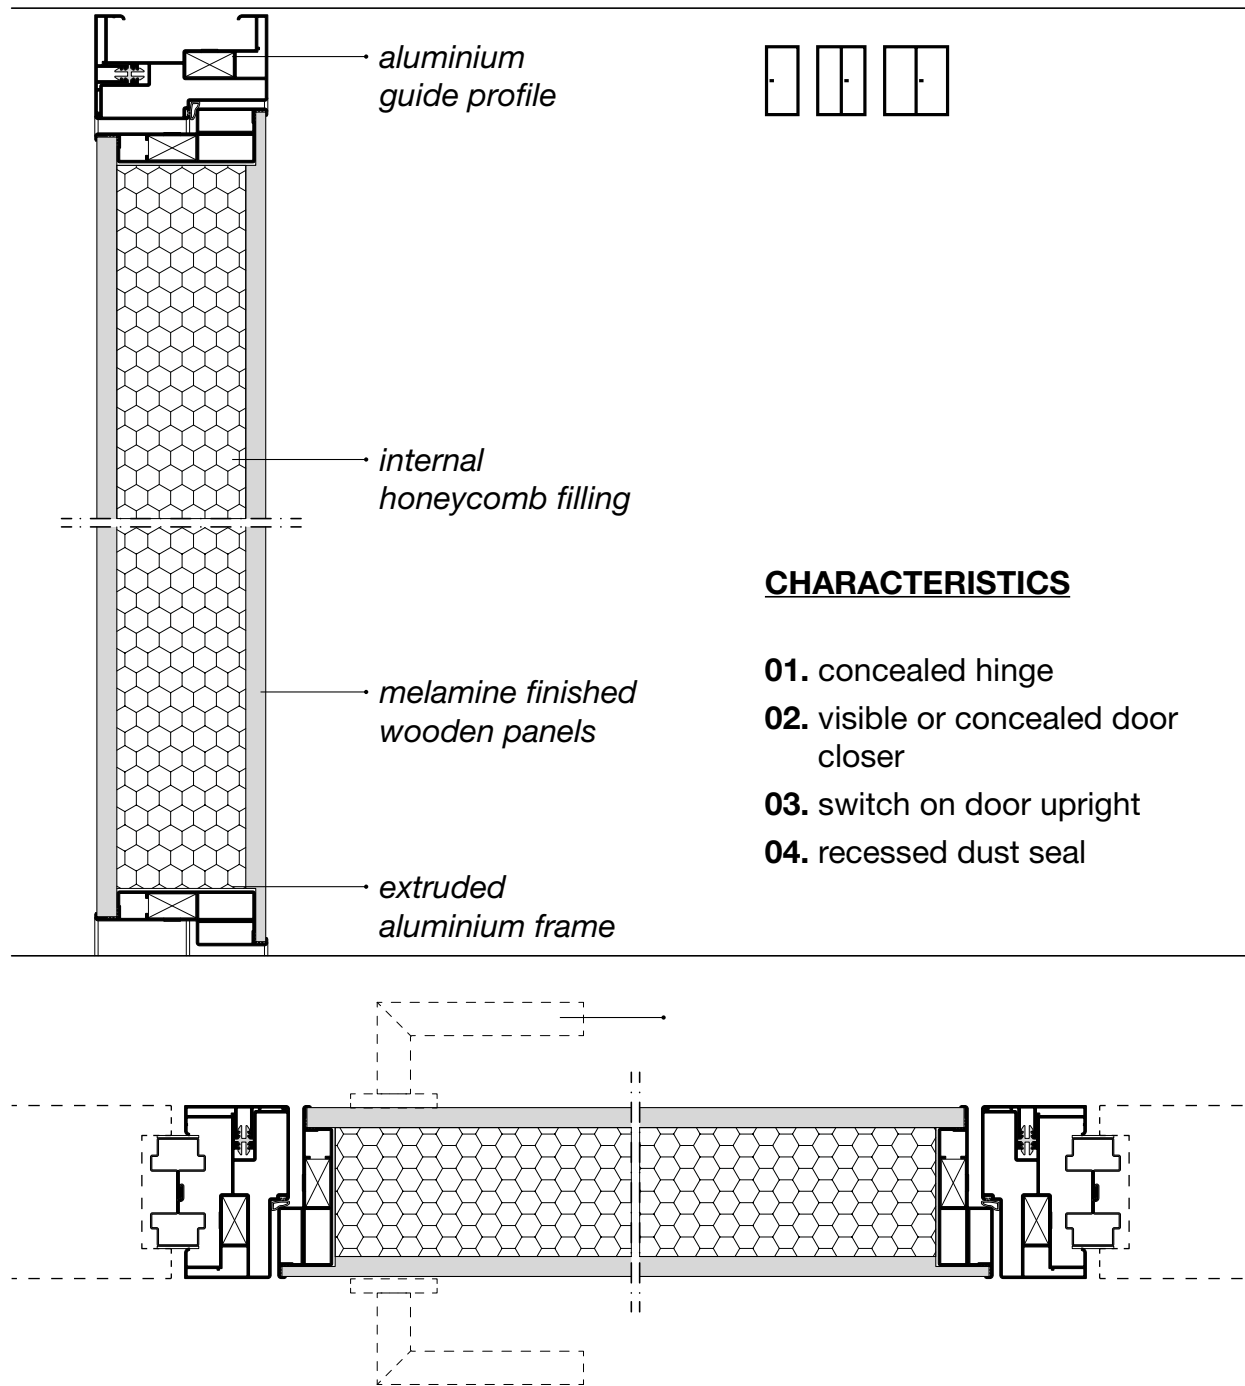 aluminium
guide profile
internal
honeycomb filling
CHARACTERISTICS
01. concealed hinge
02. visible or concealed door
closer
melamine finished
wooden panels
03. switch on door upright
04. recessed dust seal
extruded
aluminium frame